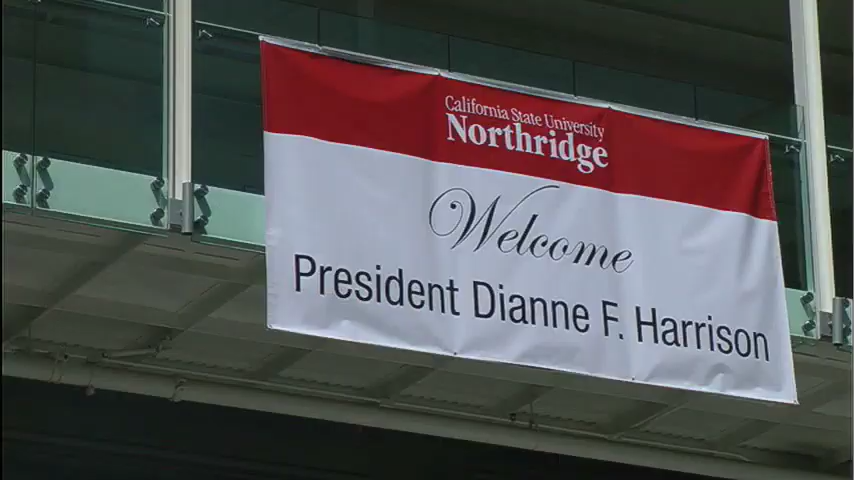 California State University
Northridge
Welcome
President Dianne F. Harrison